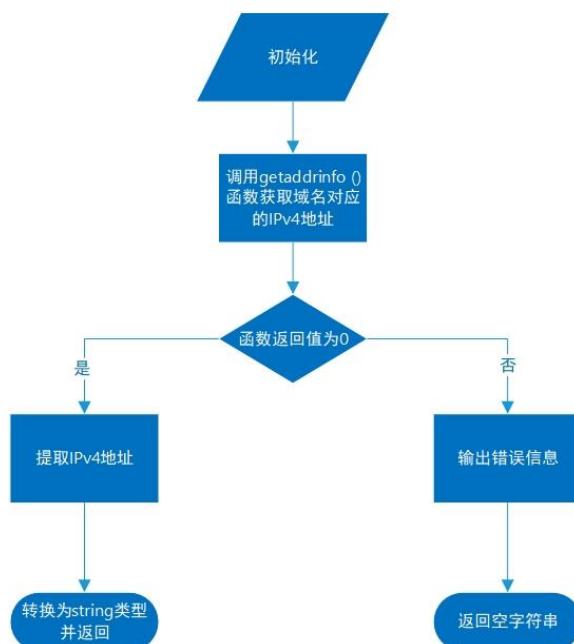 初始化
调用getaddrinfo ()
函数获取域名对应
的IPv4地址
函数返回值为0
是
否
提取IPv4地址
输出错误信息
转换为string类型
并返回
返回空字符串